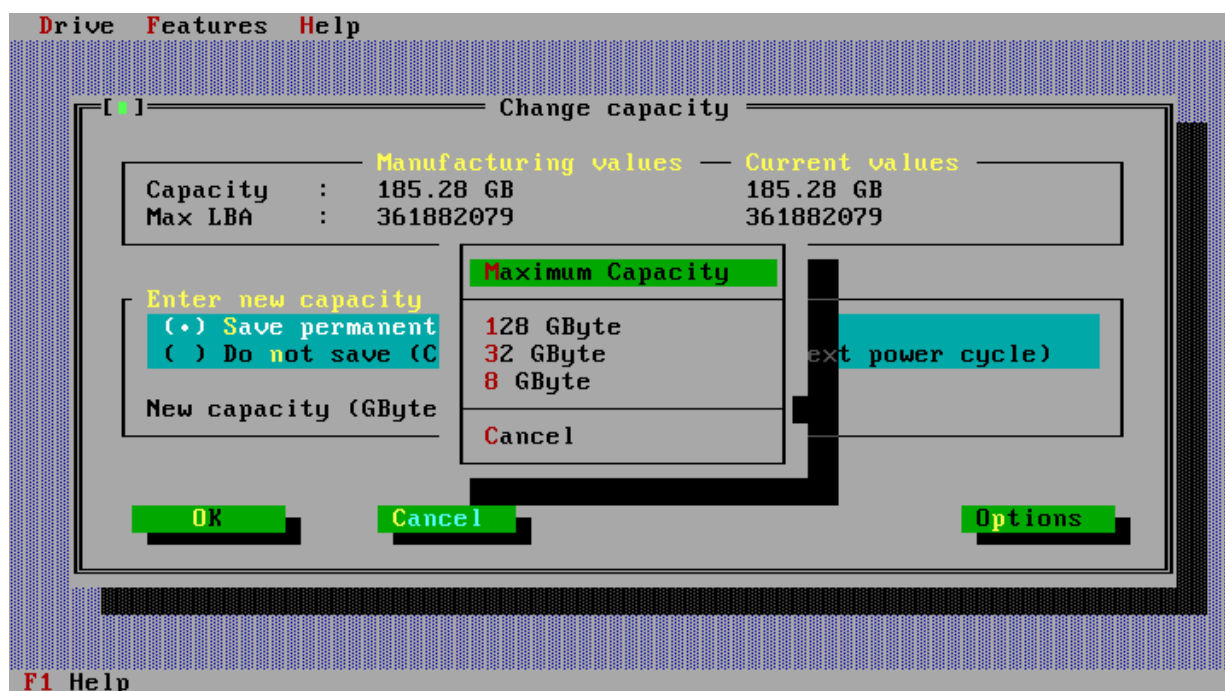 Drive Features Help
Change capacity
Manufacturing values Current values
Capacity : 185.28 GB 185.28 GB
Max LBA : 361882079 361882079
Enter new capacity
(•) Save permanent
( ) Do not save (C ext power cycle)
New capacity (GByte
Maximum Capacity
128 GByte
32 GByte
8 GByte
Cancel
OK Cancel Options
F1 Help